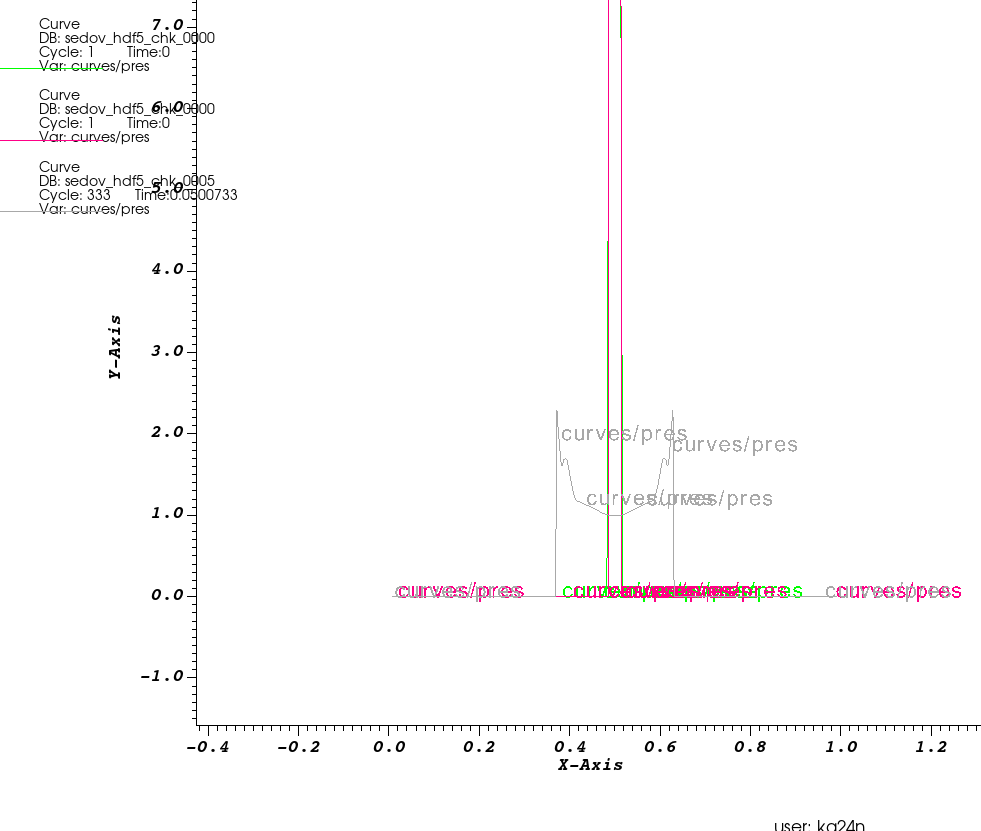 Curve
DB: sedov_hdf5_chk_0000
Cycle: 1 Time:0
Var: curves/pres
Curve
DB: sedov_hdf5_chk_0000
Cycle: 1 Time:0
Var: curves/pres
Curve
DB: sedov_hdf5_chk_0005
Cycle: 333 Time:0.0500733
Var: curves/pres
7.0
6.0
5.0
4.0
3.0
2.0
1.0
0.0
-1.0
Y-Axis
curves/pres
curves/pres
curves/pres
curves/pres
curves/pres
curves/pres
-0.4 -0.2 0.0 0.2 0.4 0.6 0.8 1.0 1.2
X-Axis
user: kg24n